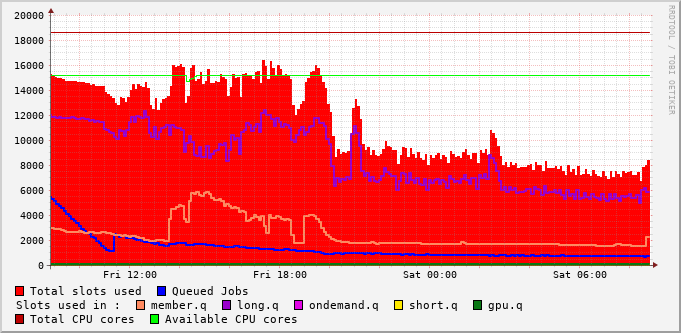 20000
18000
16000
14000
12000
10000
8000
6000
4000
2000
0
Fri 12:00 Fri 18:00 Sat 00:00 Sat 06:00
RRDTOOL / TOBI OETIKER
Total slots used Queued Jobs
Slots used in : member.q long.q ondemand.q short.q gpu.q
Total CPU cores Available CPU cores